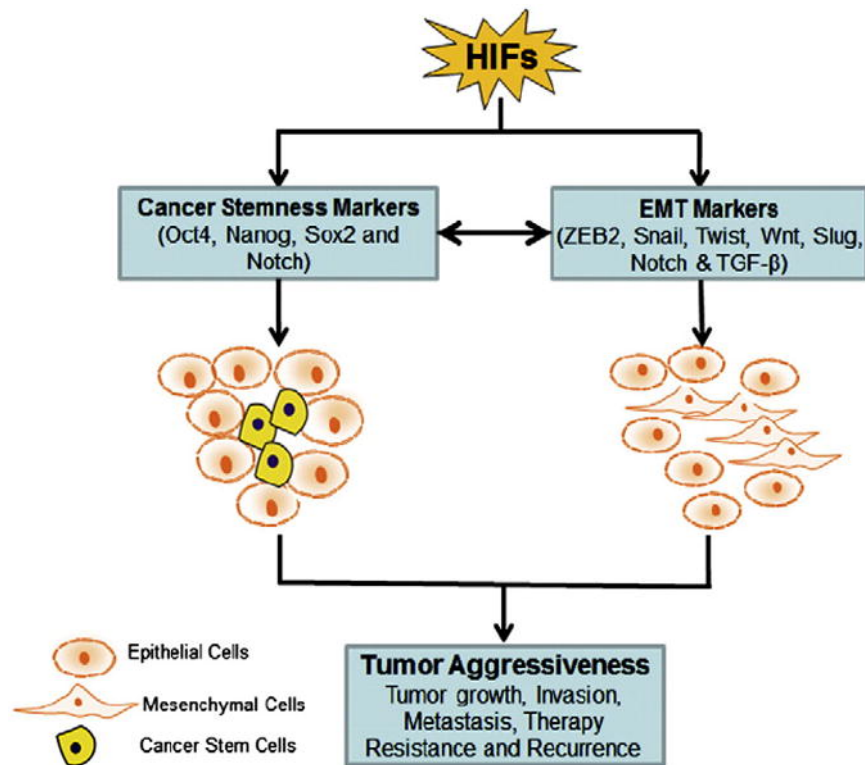 HIFs
Cancer Stemness Markers
(Oct4, Nanog, Sox2 and
Notch)
EMT Markers
(ZEB2, Snail, Twist, Wnt, Slug,
Notch & TGF-β)
Tumor Aggressiveness
Tumor growth, Invasion,
Metastasis, Therapy
Resistance and Recurrence
Epithelial Cells
Mesenchymal Cells
Cancer Stem Cells